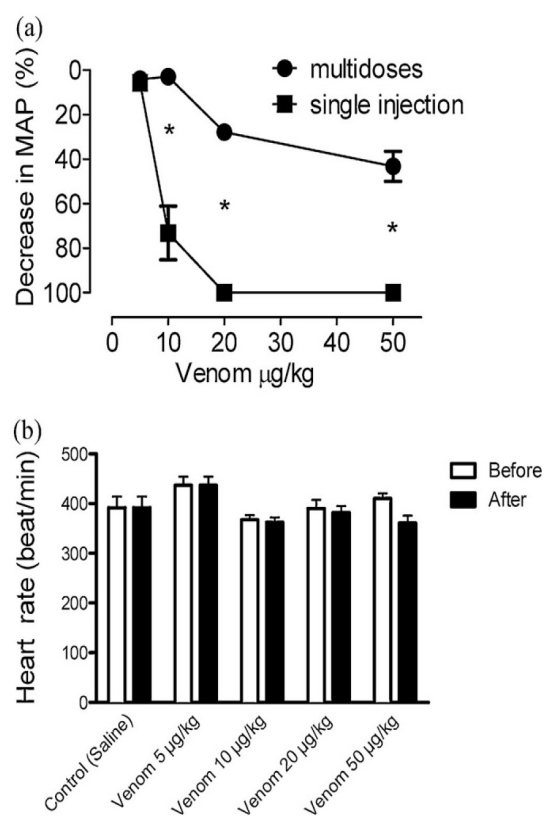 (a)
Decrease in MAP (%)
0
20
40
60
80
100
multidoses
single injection
*
*
*
0 10 20 30 40 50
Venom µg/kg
(b)
Heart rate (beat/min)
500
400
300
200
100
0
Before
After
Control (Saline)
Venom 5 µg/kg
Venom 10 µg/kg
Venom 20 µg/kg
Venom 50 µg/kg